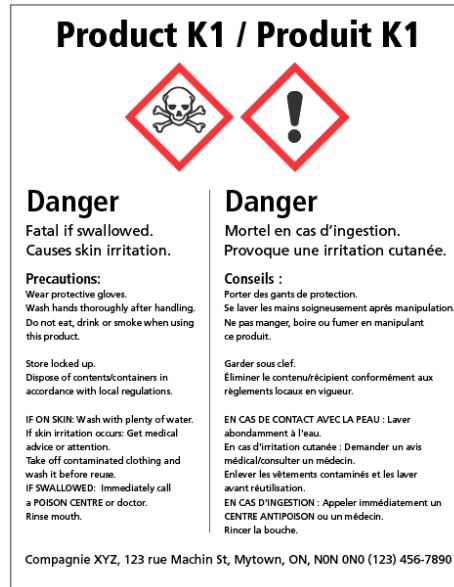 Product K1 / Produit K1
Danger
Fatal if swallowed.
Causes skin irritation.
Precautions:
Wear protective gloves.
Wash hands thoroughly after handling.
Do not eat, drink or smoke when using
this product.
Store locked up.
Dispose of contents/containers in
accordance with local regulations.
IF ON SKIN: Wash with plenty of water.
If skin irritation occurs: Get medical
advice or attention.
Take off contaminated clothing and
wash it before reuse.
IF SWALLOWED: Immediately call
a POISON CENTRE or doctor.
Rinse mouth.
Danger
Mortel en cas d'ingestion.
Provoque une irritation cutanée.
Conseils :
Porter des gants de protection.
Se laver les mains soigneusement après manipulation.
Ne pas manger, boire ou fumer en manipulant
ce produit.
Garder sous clef.
Éliminer le contenu/récipient conformément aux
règlements locaux en vigueur.
EN CAS DE CONTACT AVEC LA PEAU : Laver
abondamment à l'eau.
En cas d'irritation cutanée : Demander un avis
médical/consulter un médecin.
Enlever les vêtements contaminés et les laver
avant réutilisation.
EN CAS D'INGESTION : Appeler immédiatement un
CENTRE ANTIPOISON ou un médecin.
Rincer la bouche.
Compagnie XYZ, 123 rue Machin St, Mytown, ON, N0N 0N0 (123) 456-7890